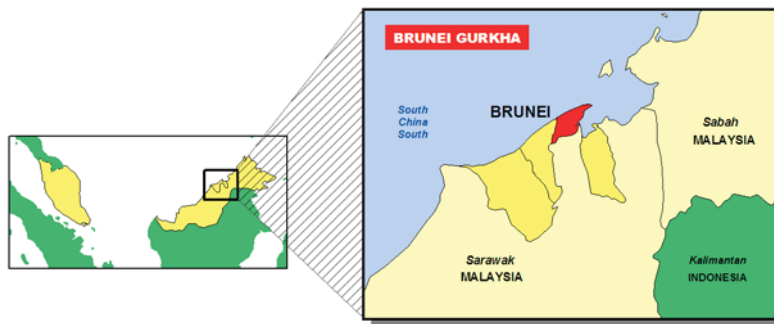 BRUNEI GURKHA
South
China
South
BRUNEI
Sabah
MALAYSIA
Sarawak
MALAYSIA
Kalimantan
INDONESIA